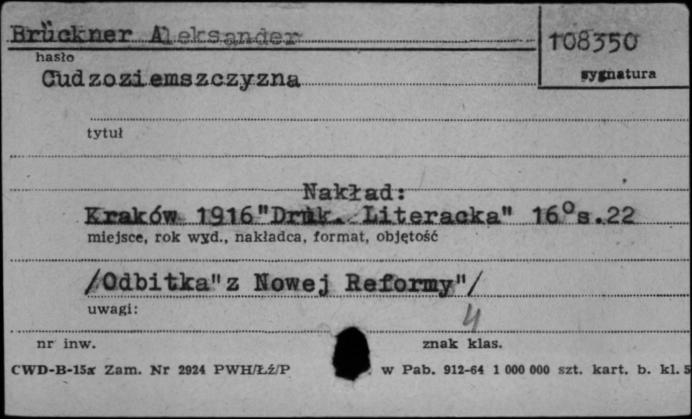 Brückner Aleksander
108350
hasło
sygnatura
Cudzoziemszczyzna
tytuł
Nakład:
Kraków 1916 "Druk. Literacka" 16° s.22
miejsce, rok wyd., nakładca, format, objętość
/Odbitka "z Nowej Reformy"/
uwagi:
4
nr inw.
znak klas.
CWD-B-15x Zam. Nr 2924 PWH/Łź/P w Pab. 912-64 1 000 000 szt. kart. b. kl. 5